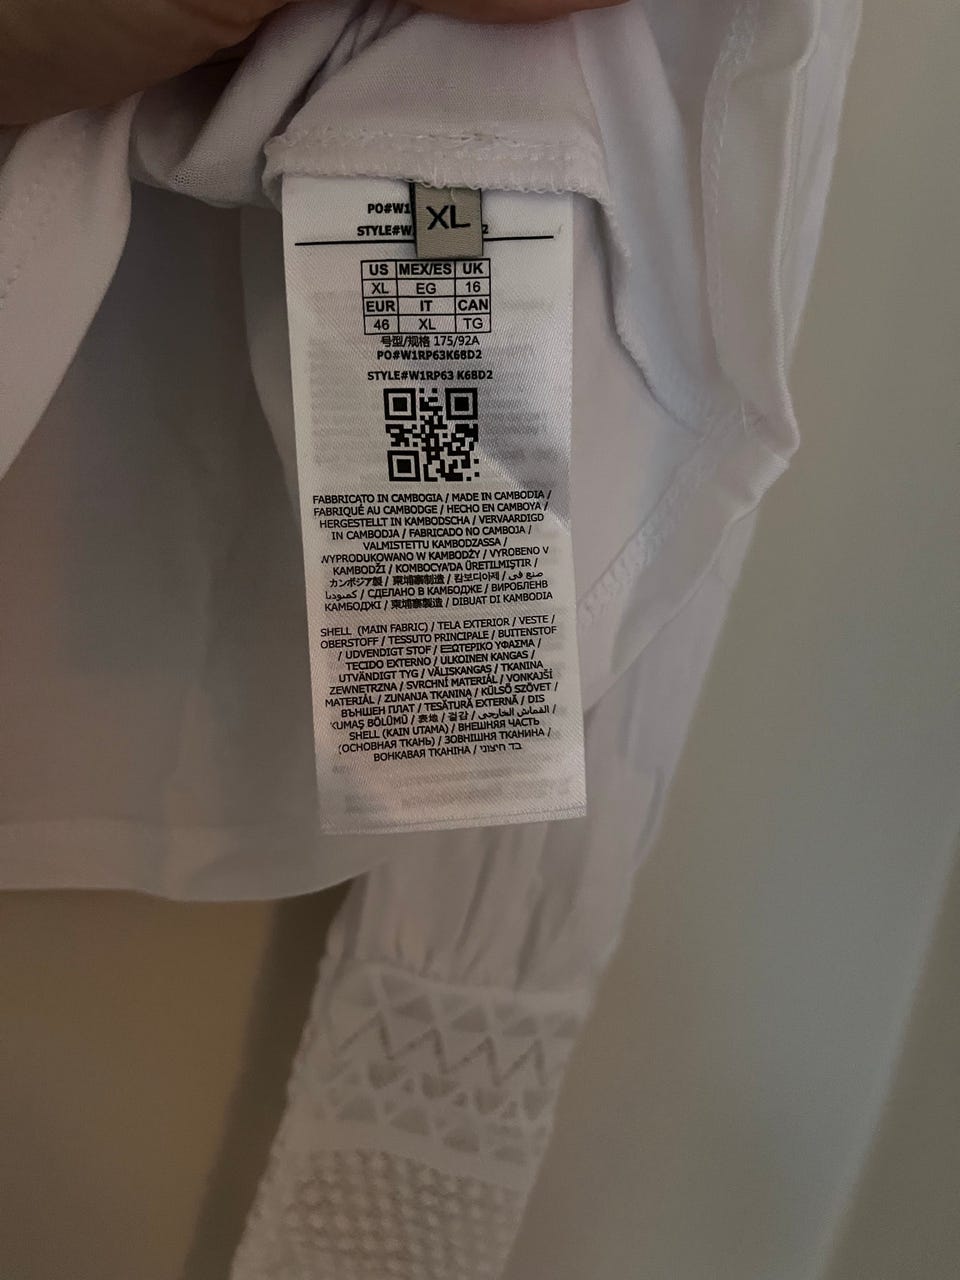 XL
PO#W1
STYLE#W 2
US MEX/ES UK
XL EG 16
EUR IT CAN
46 XL TG
号型/规格 175/92A
PO#W1RP63K68D2
STYLE#W1RP63 K68D2
FABBRICATO IN CAMBOGIA / MADE IN CAMBODIA /
FABRIQUÉ AU CAMBODGE / HECHO EN CAMBOYA /
HERGESTELLT IN KAMBODSCHA / VERVAARDIGD
IN CAMBODJA / FABRICADO NO CAMBOJA /
VALMISTETTU KAMBODZASSA /
WYPRODUKOWANO W KAMBODŻY / VYROBENO V
KAMBODŽI / KOMBOCYA'DA ÜRETILMIŞTIR /
カンボジア製 / 柬埔寨制造 / 캄보디아제 / صنع في
كمبوديا / СДЕЛАНО В КАМБОДЖЕ / ВИРОБЛЕНВ
КАМБОДЖІ / 柬埔寨製造 / DIBUAT DI KAMBODIA
SHELL (MAIN FABRIC) / TELA EXTERIOR / VESTE /
OBERSTOFF / TESSUTO PRINCIPALE / BUITENSTOF
/ UDVENDIGT STOF / ΕΞΩΤΕΡΙΚΟ ΥΦΑΣΜΑ /
TECIDO EXTERNO / ULKOINEN KANGAS /
UTVÄNDIGT TYG / VÄLISKANGAS / TKANINA
ZEWNETRZNA / SVRCHNÍ MATERIÁL / VONKAJŠÍ
MATERIÁL / ZUNANJA TKANINA / KÜLSŐ SZÖVET /
ВЪНШЕН ПЛАТ / TESĂTURĂ EXTERNĂ / DIS
KUMAŞ BÖLÜMÜ / 表地 / 겉감 / القماش الخارجي /
SHELL (KAIN UTAMA) / ВНЕШНЯЯ ЧАСТЬ
(ОСНОВНАЯ ТКАНЬ) / ЗОВНІШНЯ ТКАНИНА /
ВОНКАВАЯ ТКАНІНА / בד חיצוני